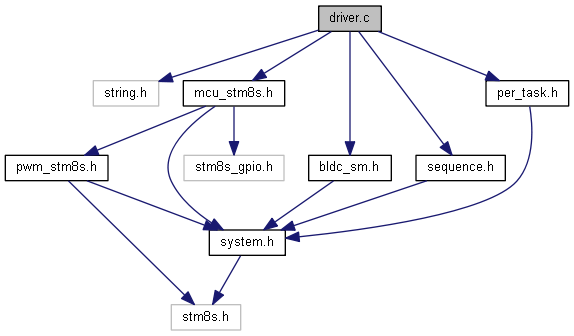 driver.c
string.h
mcu_stm8s.h
per_task.h
pwm_stm8s.h
stm8s_gpio.h
bldc_sm.h
sequence.h
system.h
stm8s.h